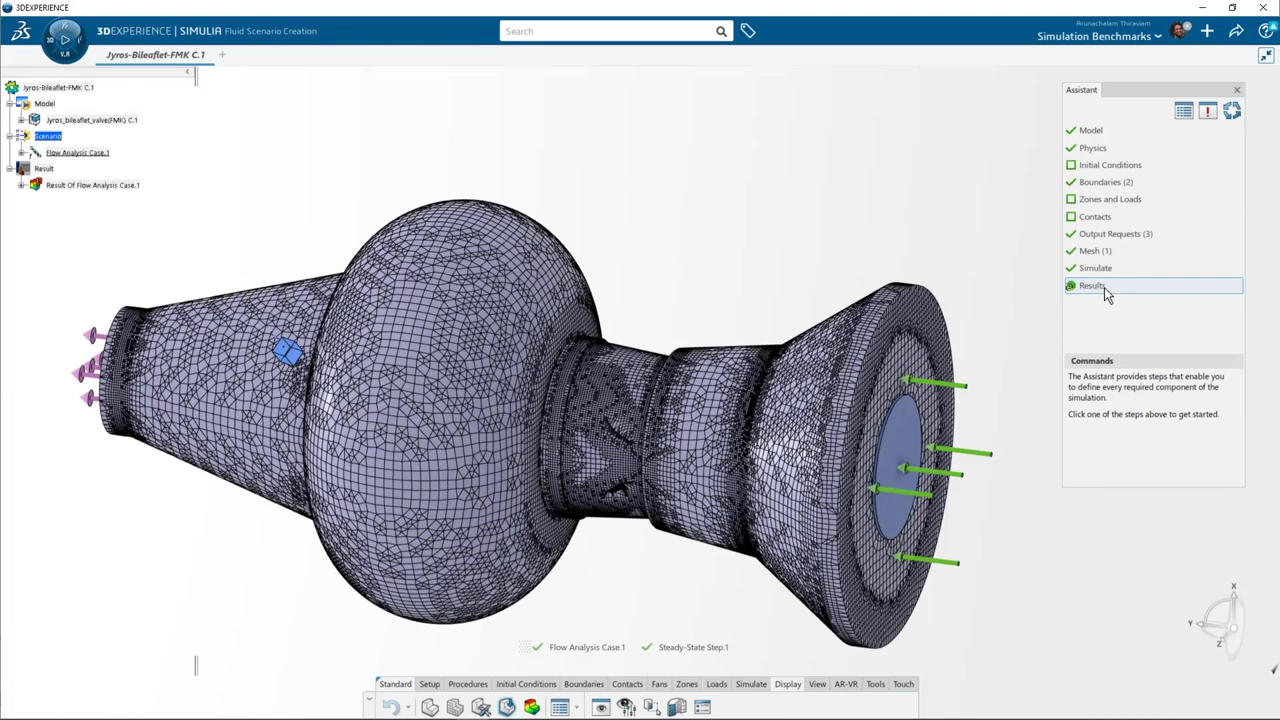 3DEXPERIENCE
3DEXPERIENCE | SIMULIA Fluid Scenario Creation
Search
Arunachalam Thiraviam
Simulation Benchmarks
3D
V.R
Jyros-Bileaflet-FMK C.1
Jyros-Bileaflet-FMK C.1
Model
Jyros_bileaflet_valve(FMK) C.1
Scenario
Flow Analysis Case.1
Result
Result Of Flow Analysis Case.1
Assistant
Model
Physics
Initial Conditions
Boundaries (2)
Zones and Loads
Contacts
Output Requests (3)
Mesh (1)
Simulate
Results
Commands
The Assistant provides steps that enable you
to define every required component of the
simulation.
Click one of the steps above to get started.
X
Y
Z
Flow Analysis Case.1 Steady-State Step.1
Standard Setup Procedures Initial Conditions Boundaries Contacts Fans Zones Loads Simulate Display View AR-VR Tools Touch